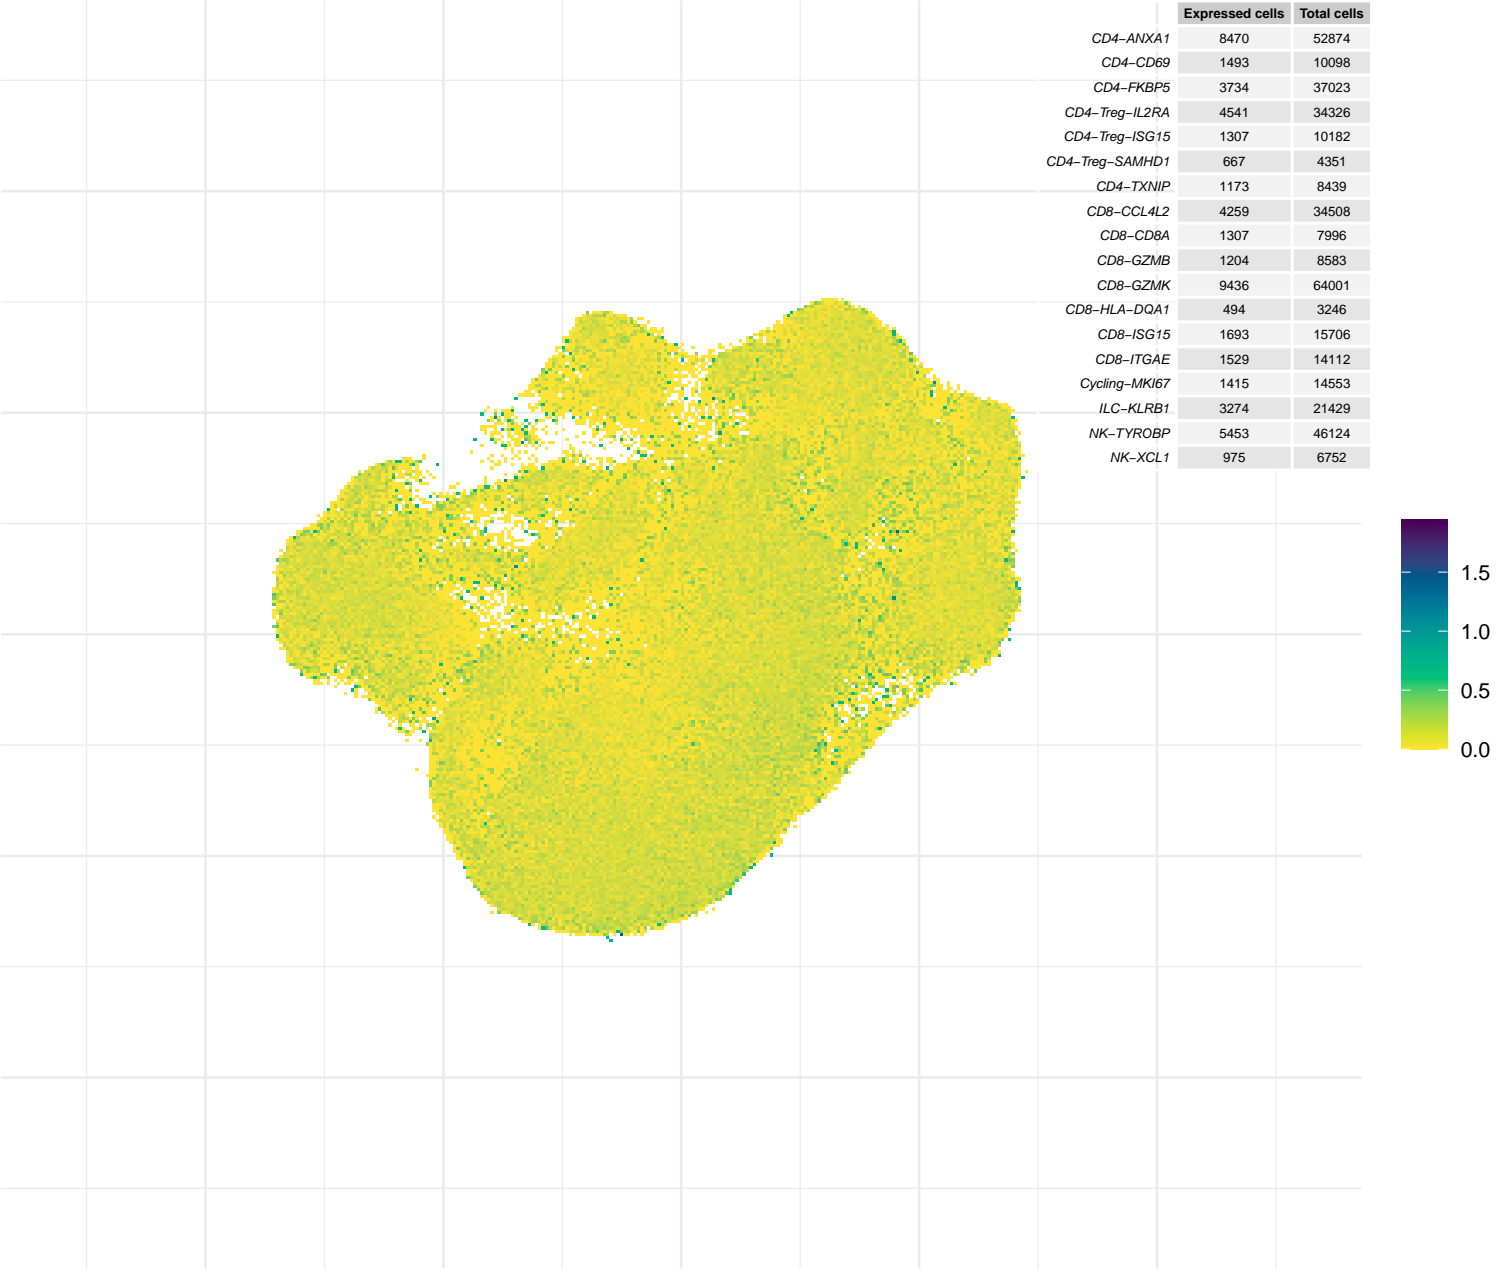 Expressed cells Total cells
CD4−ANXA1 8470 52874
CD4−CD69 1493 10098
CD4−FKBP5 3734 37023
CD4−Treg−IL2RA 4541 34326
CD4−Treg−ISG15 1307 10182
CD4−Treg−SAMHD1 667 4351
CD4−TXNIP 1173 8439
CD8−CCL4L2 4259 34508
CD8−CD8A 1307 7996
CD8−GZMB 1204 8583
CD8−GZMK 9436 64001
CD8−HLA−DQA1 494 3246
CD8−ISG15 1693 15706
CD8−ITGAE 1529 14112
Cycling−MKI67 1415 14553
ILC−KLRB1 3274 21429
NK−TYROBP 5453 46124
NK−XCL1 975 6752
1.5
1.0
0.5
0.0